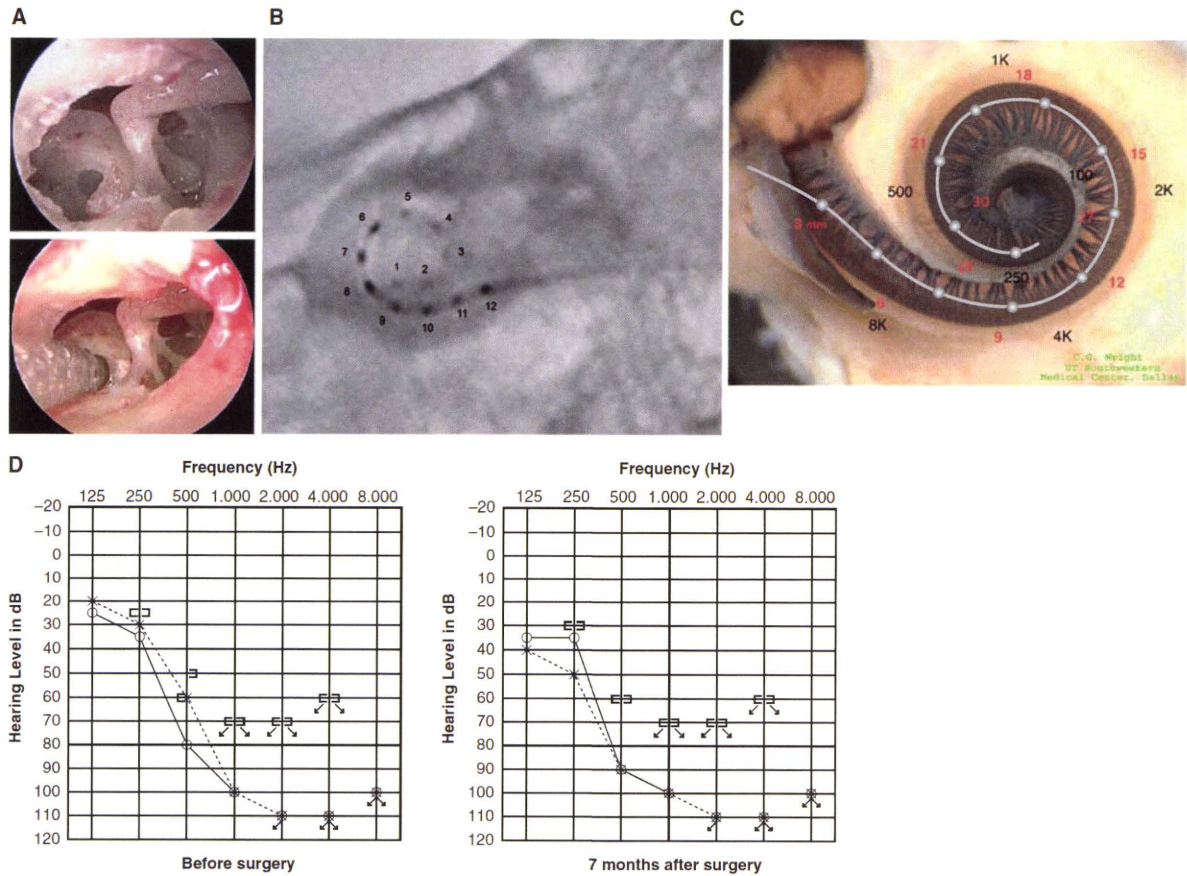 A
B
5
6
4
7
3
1
2
8
12
9
10
11
C
1K
18
21
15
100
500
2K
30
3 mm
250
12
6
8K
9
4K
C.G. Wright
UT Southwestern
Medical Center, Dallas
D
Frequency (Hz)
125 250 500 1.000 2.000 4.000 8.000
Hearing Level in dB
–20
–10
0
10
20
30
40
50
60
70
80
90
100
110
120
Before surgery
Frequency (Hz)
125 250 500 1.000 2.000 4.000 8.000
Hearing Level in dB
–20
–10
0
10
20
30
40
50
60
70
80
90
100
110
120
7 months after surgery